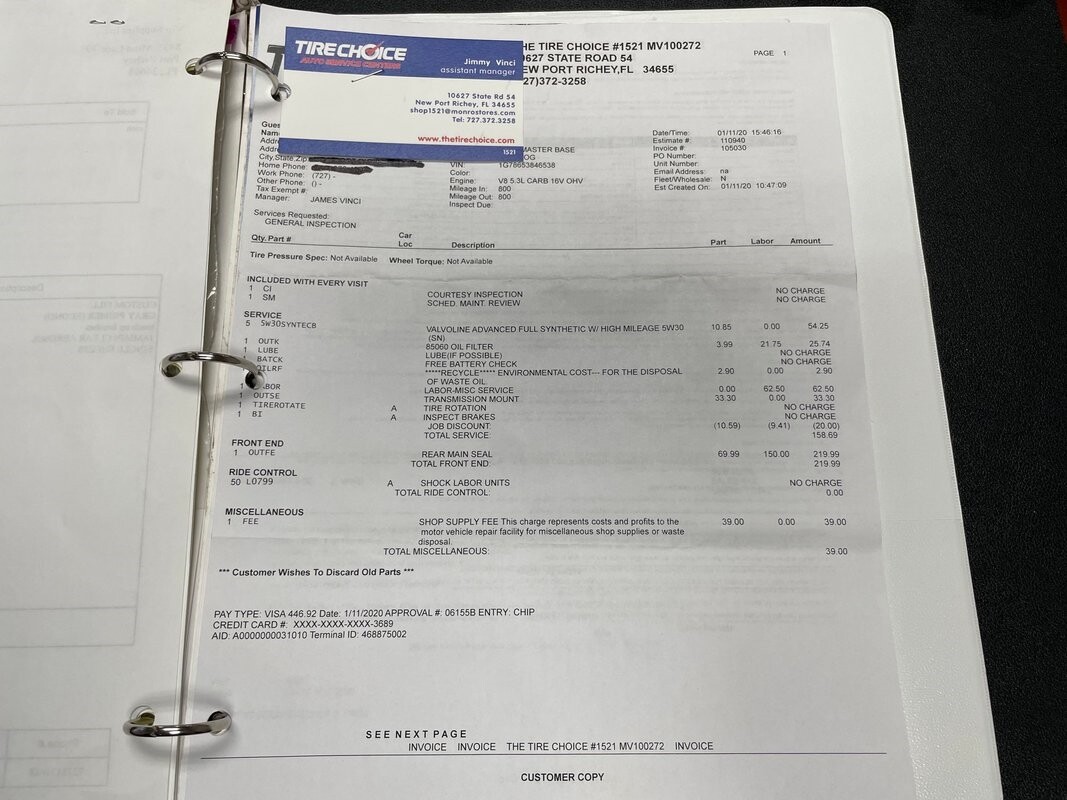 TIRE CHOICE
AUTO SERVICE CENTERS
Jimmy Vinci
assistant manager
10627 State Rd 54
New Port Richey, FL 34655
shop1521@monrostores.com
Tel: 727.372.3258
www.thetirechoice.com
1521
HE TIRE CHOICE #1521 MV100272
0627 STATE ROAD 54
EW PORT RICHEY,FL 34655
27)372-3258
PAGE 1
Gues
Nam
Addr
Addre
City,State,Zip
Home Phone:
Work Phone: (727) -
Other Phone: () -
Tax Exempt #:
Manager: JAMES VINCI
MASTER BASE
OG
VIN: 1G78653846538
Color:
Engine: V8 5.3L CARB 16V OHV
Mileage In: 800
Mileage Out: 800
Inspect Due:
Date/Time: 01/11/20 15:46:16
Estimate #: 110940
Invoice #: 105030
PO Number:
Unit Number:
Email Address: na
Fleet/Wholesale: N
Est Created On: 01/11/20 10:47:09
Services Requested:
GENERAL INSPECTION
Qty. Part # Car Loc Description Part Labor Amount
Tire Pressure Spec: Not Available Wheel Torque: Not Available
INCLUDED WITH EVERY VISIT
1 CI COURTESY INSPECTION NO CHARGE
1 SM SCHED. MAINT. REVIEW NO CHARGE
SERVICE
5 5W30SYNTECB VALVOLINE ADVANCED FULL SYNTHETIC W/ HIGH MILEAGE 5W30 10.85 0.00 54.25
(SN)
1 OUTK 85060 OIL FILTER 3.99 21.75 25.74
1 LUBE LUBE(IF POSSIBLE) NO CHARGE
BATCK FREE BATTERY CHECK NO CHARGE
ILRF *****RECYCLE***** ENVIRONMENTAL COST--- FOR THE DISPOSAL 2.90 0.00 2.90
OF WASTE OIL
1 ABOR LABOR-MISC SERVICE 0.00 62.50 62.50
1 OUTSE TRANSMISSION MOUNT 33.30 0.00 33.30
1 TIREROTATE A TIRE ROTATION NO CHARGE
1 BI A INSPECT BRAKES NO CHARGE
JOB DISCOUNT: (10.59) (9.41) (20.00)
TOTAL SERVICE: 158.69
FRONT END
1 OUTFE REAR MAIN SEAL 69.99 150.00 219.99
TOTAL FRONT END: 219.99
RIDE CONTROL
50 L0799 A SHOCK LABOR UNITS NO CHARGE
TOTAL RIDE CONTROL: 0.00
MISCELLANEOUS
1 FEE SHOP SUPPLY FEE This charge represents costs and profits to the 39.00 0.00 39.00
motor vehicle repair facility for miscellaneous shop supplies or waste
disposal.
TOTAL MISCELLANEOUS: 39.00
*** Customer Wishes To Discard Old Parts ***
PAY TYPE: VISA 446.92 Date: 1/11/2020 APPROVAL #: 06155B ENTRY: CHIP
CREDIT CARD #: XXXX-XXXX-XXXX-3689
AID: A0000000031010 Terminal ID: 468875002
SEE NEXT PAGE
INVOICE INVOICE THE TIRE CHOICE #1521 MV100272 INVOICE
CUSTOMER COPY